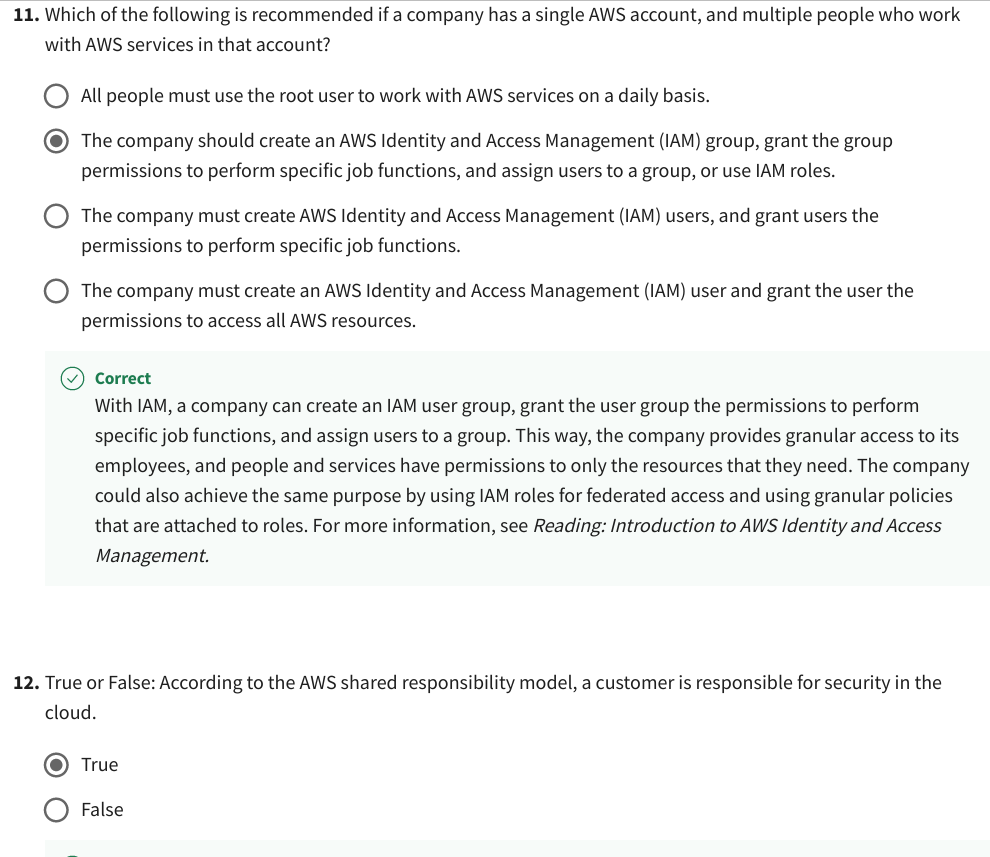 11. Which of the following is recommended if a company has a single AWS account, and multiple people who work
with AWS services in that account?
All people must use the root user to work with AWS services on a daily basis.
The company should create an AWS Identity and Access Management (IAM) group, grant the group
permissions to perform specific job functions, and assign users to a group, or use IAM roles.
The company must create AWS Identity and Access Management (IAM) users, and grant users the
permissions to perform specific job functions.
The company must create an AWS Identity and Access Management (IAM) user and grant the user the
permissions to access all AWS resources.
Correct
With IAM, a company can create an IAM user group, grant the user group the permissions to perform
specific job functions, and assign users to a group. This way, the company provides granular access to its
employees, and people and services have permissions to only the resources that they need. The company
could also achieve the same purpose by using IAM roles for federated access and using granular policies
that are attached to roles. For more information, see Reading: Introduction to AWS Identity and Access
Management.
12. True or False: According to the AWS shared responsibility model, a customer is responsible for security in the
cloud.
True
False